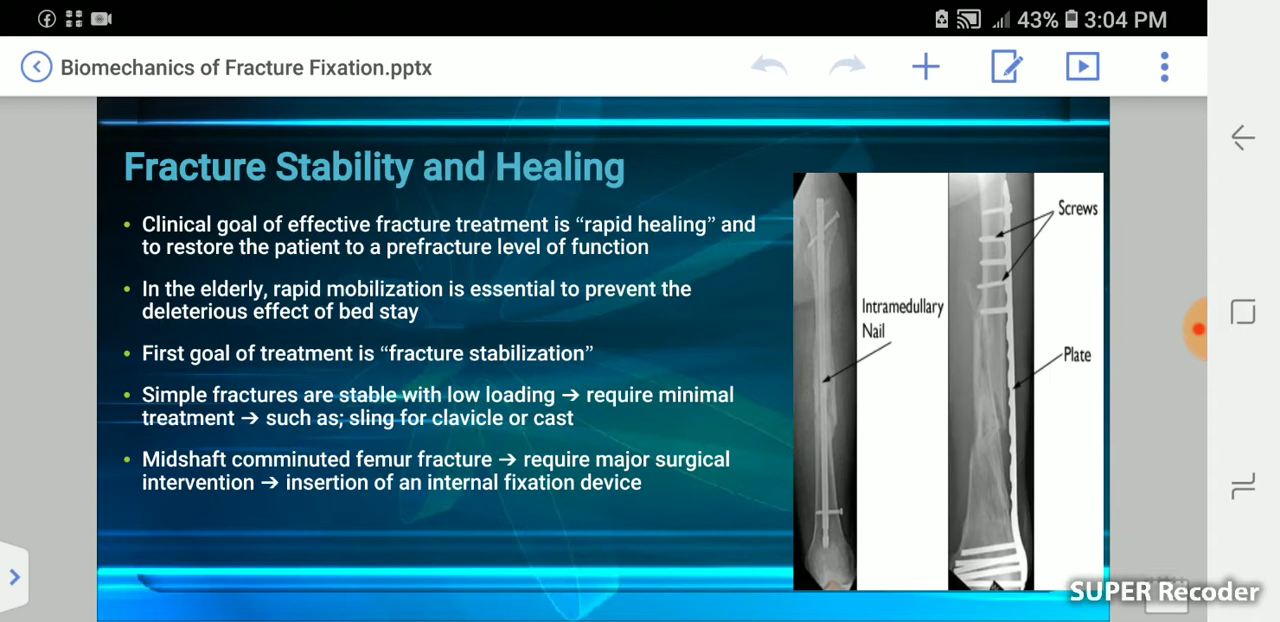 43% 3:04 PM
Biomechanics of Fracture Fixation.pptx
Fracture Stability and Healing
• Clinical goal of effective fracture treatment is “rapid healing” and
to restore the patient to a prefracture level of function
• In the elderly, rapid mobilization is essential to prevent the
deleterious effect of bed stay
• First goal of treatment is “fracture stabilization”
• Simple fractures are stable with low loading → require minimal
treatment → such as; sling for clavicle or cast
• Midshaft comminuted femur fracture → require major surgical
intervention → insertion of an internal fixation device
Intramedullary
Nail
Screws
Plate
SUPER Recoder